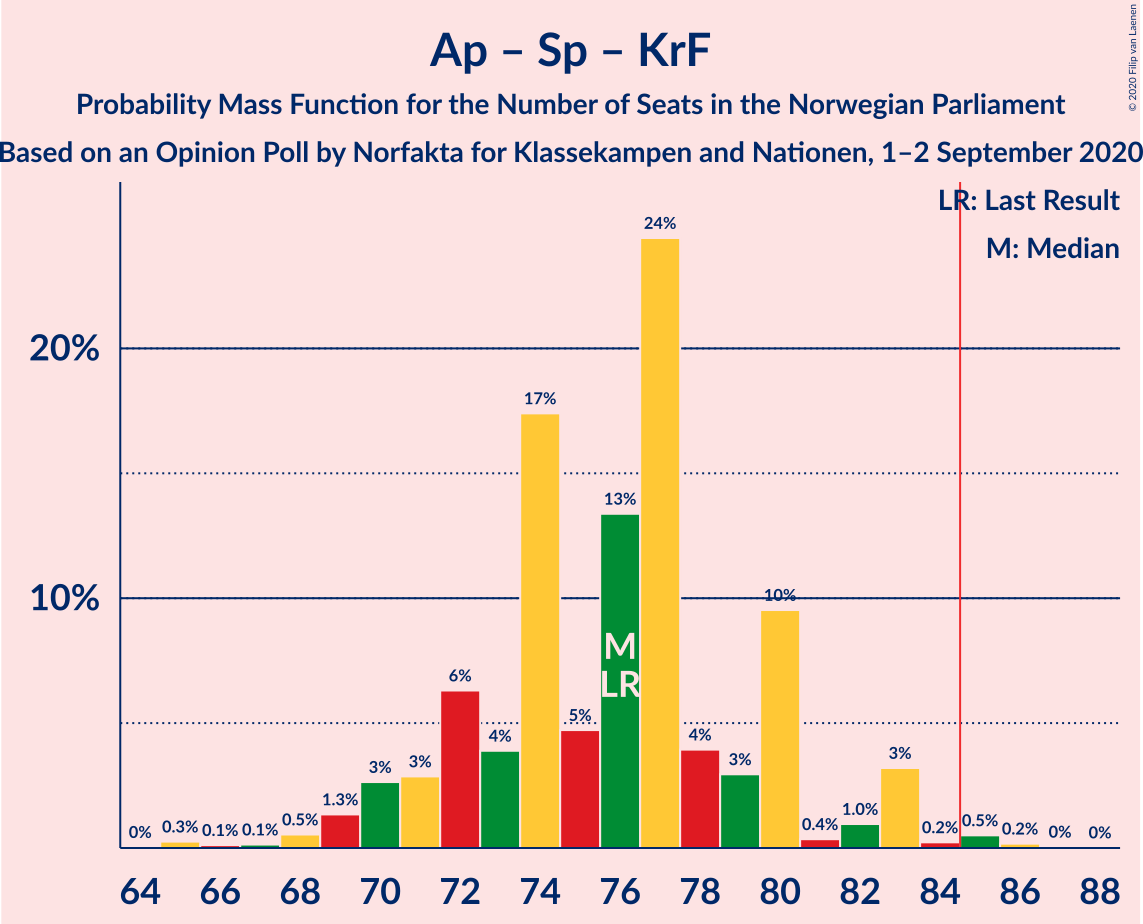 Ap – Sp – KrF
Probability Mass Function for the Number of Seats in the Norwegian Parliament
Based on an Opinion Poll by Norfakta for Klassekampen and Nationen, 1–2 September 2020
© 2020 Filip van Laenen
LR: Last Result
M: Median
20%
10%
0% 0.3% 0.1% 0.1% 0.5% 1.3% 3% 3% 6% 4% 17% 5% 13% 24% 4% 3% 10% 0.4% 1.0% 3% 0.2% 0.5% 0.2% 0% 0%
M
LR
64 66 68 70 72 74 76 78 80 82 84 86 88